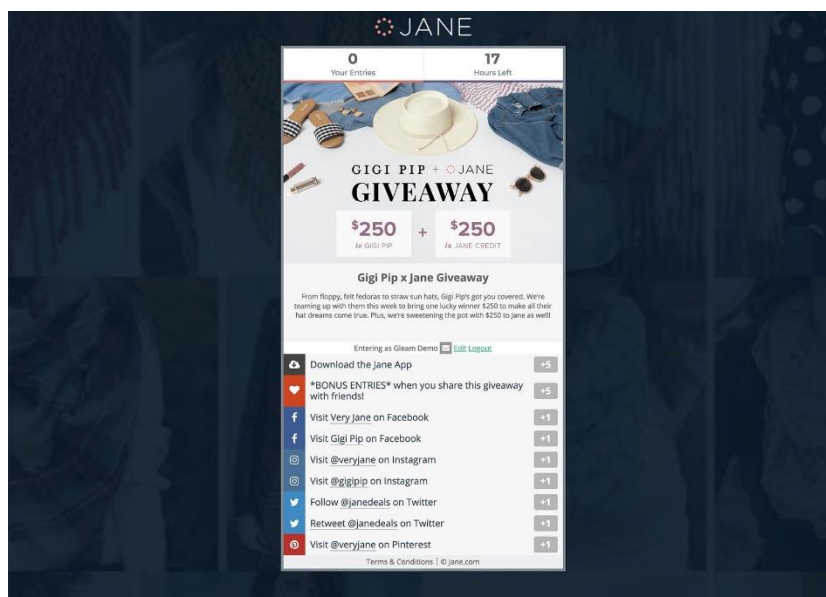 JANE
0
Your Entries
17
Hours Left
GIGI PIP + JANE
GIVEAWAY
$250
to GIGI PIP
+
$250
to JANE CREDIT
Gigi Pip x Jane Giveaway
From floppy, felt fedoras to straw sun hats, Gigi Pip's got you covered. We're
teaming up with them this week to bring one lucky winner $250 to make all their
hat dreams come true. Plus, we're sweetening the pot with $250 to Jane as well!
Entering as Gleam Demo Edit Logout
Download the Jane App +5
*BONUS ENTRIES* when you share this giveaway
with friends! +5
Visit Very Jane on Facebook +1
Visit Gigi Pip on Facebook +1
Visit @veryjane on Instagram +1
Visit @gigipip on Instagram +1
Follow @janedeals on Twitter +1
Retweet @janedeals on Twitter +1
Visit @veryjane on Pinterest +1
Terms & Conditions | © jane.com